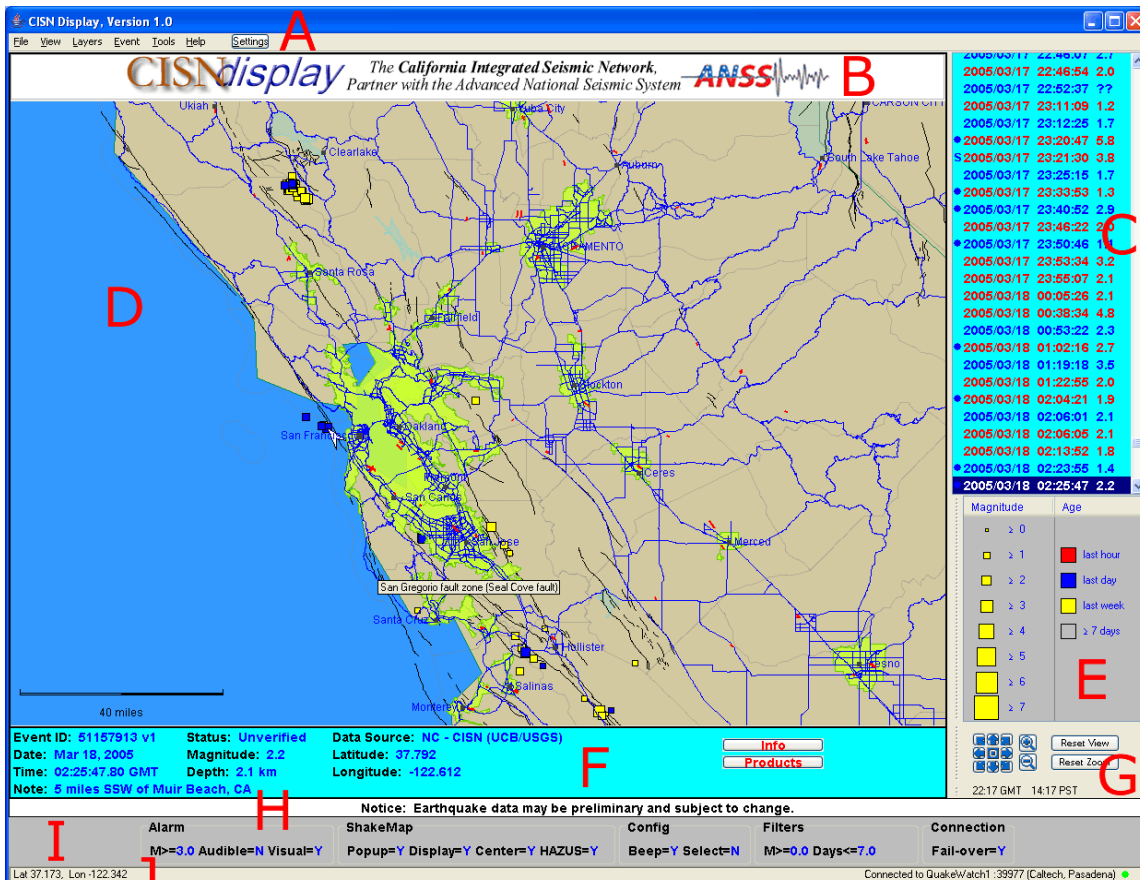 CISN Display, Version 1.0
File View Layers Event Tools Help Settings
A
CISNdisplay
The California Integrated Seismic Network,
Partner with the Advanced National Seismic System
ANSS
B
Ukiah
Yuba City
CARSON CITY
Clearlake
Auburn
South Lake Tahoe
SACRAMENTO
Santa Rosa
D
Fairfield
Stockton
Oakland
San Francisco
Ceres
San Carlos
San Jose
Merced
San Gregorio fault zone (Seal Cove fault)
Santa Cruz
Hollister
Fresno
Salinas
Monterey
40 miles
2005/03/17 22:46:07 2.7
2005/03/17 22:46:54 2.0
2005/03/17 22:52:37 ??
2005/03/17 23:11:09 1.2
2005/03/17 23:12:25 1.7
2005/03/17 23:20:47 5.8
S 2005/03/17 23:21:30 3.8
2005/03/17 23:25:15 1.7
2005/03/17 23:33:53 1.3
2005/03/17 23:40:52 2.9
2005/03/17 23:46:22
C
2005/03/17 23:50:46
2005/03/17 23:53:34 3.2
2005/03/17 23:55:07 2.1
2005/03/18 00:05:26 2.1
2005/03/18 00:38:34 4.8
2005/03/18 00:53:22 2.3
2005/03/18 01:02:16 2.7
2005/03/18 01:19:18 3.5
2005/03/18 01:22:55 2.0
2005/03/18 02:04:21 1.9
2005/03/18 02:06:01 2.1
2005/03/18 02:06:05 2.1
2005/03/18 02:13:52 1.8
2005/03/18 02:23:55 1.4
2005/03/18 02:25:47 2.2
Magnitude Age
≥ 0
≥ 1 last hour
≥ 2 last day
≥ 3 last week
≥ 4 ≥ 7 days
≥ 5
≥ 6
≥ 7
E
Reset View
Reset Zoom
G
22:17 GMT 14:17 PST
Event ID: 51157913 v1 Status: Unverified Data Source: NC - CISN (UCB/USGS)
Date: Mar 18, 2005 Magnitude: 2.2 Latitude: 37.792
Time: 02:25:47.80 GMT Depth: 2.1 km Longitude: -122.612
Note: 5 miles SSW of Muir Beach, CA
F
Info
Products
H
Notice: Earthquake data may be preliminary and subject to change.
I
Alarm ShakeMap Config Filters Connection
M>=3.0 Audible=N Visual=Y Popup=Y Display=Y Center=Y HAZUS=Y Beep=Y Select=N M>=0.0 Days<=7.0 Fail-over=Y
J
Lat 37.173, Lon -122.342 Connected to QuakeWatch1 :39977 (Caltech, Pasadena)